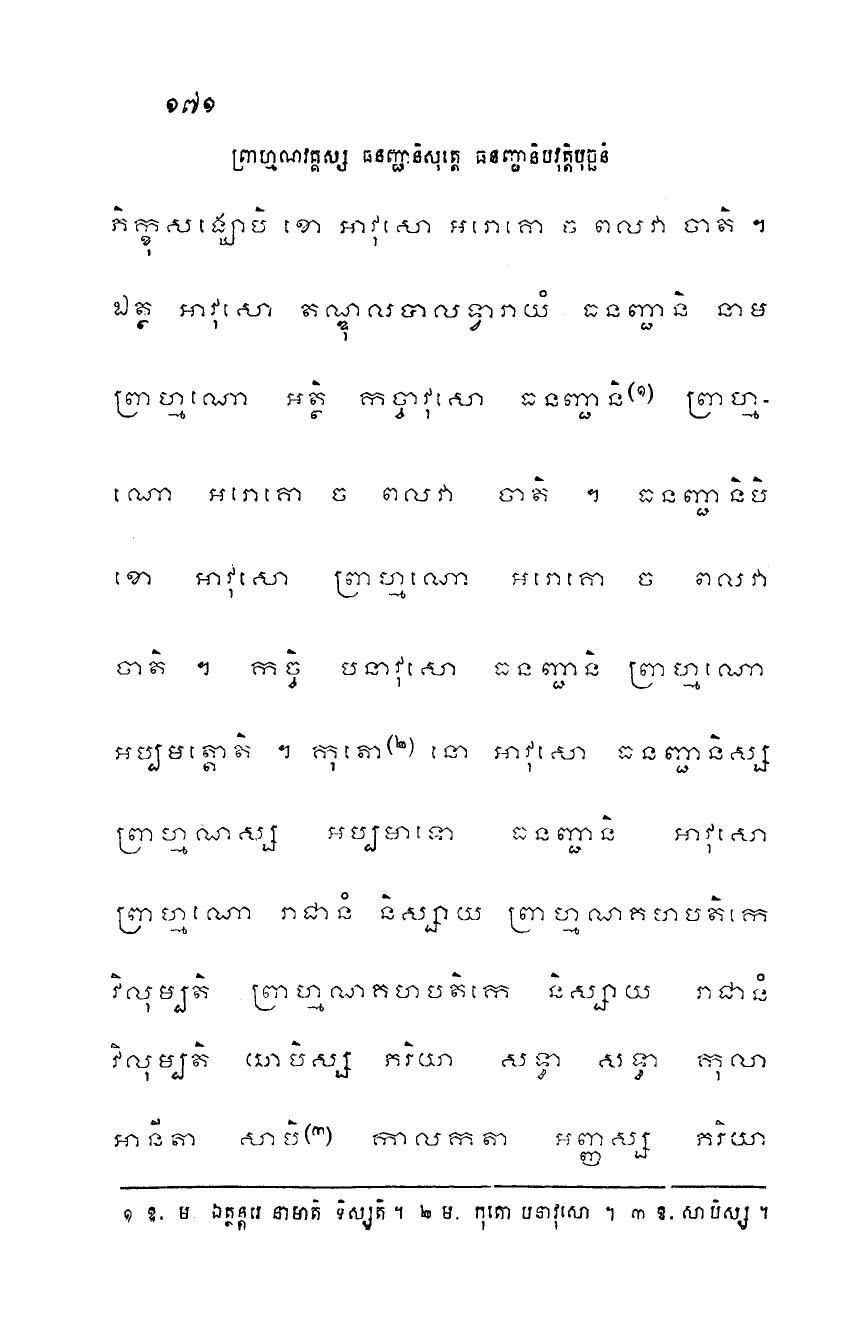 ១៧១
ព្រាហ្មណវគ្គស្ស ធនញ្ជានិសុត្តេ ធនញ្ជានិបវុត្តិបុច្ឆនំ
ភិក្ខុសង្ឃោបិ ខោ អាវុសោ អរោគោ ច ពលវា ចាតិ ។
ឯត្ថ អាវុសោ តណ្ឌុលបាលទ្វារាយំ ធនញ្ជានិ នាម
ព្រាហ្មណោ អត្ថិ កច្ចាវុសោ ធនញ្ជានិ(១) ព្រាហ្ម-
ណោ អរោគោ ច ពលវា ចាតិ ។ ធនញ្ជានិបិ
ខោ អាវុសោ ព្រាហ្មណោ អរោគោ ច ពលវា
ចាតិ ។ កច្ចិ បនាវុសោ ធនញ្ជានិ ព្រាហ្មណោ
អប្បមត្តោតិ ។ កុតោ(២) នោ អាវុសោ ធនញ្ជានិស្ស
ព្រាហ្មណស្ស អប្បមាទោ ធនញ្ជានិ អាវុសោ
ព្រាហ្មណោ រាជានំ និស្សាយ ព្រាហ្មណគហបតិកេ
វិលុម្បតិ ព្រាហ្មណគហបតិកេ និស្សាយ រាជានំ
វិលុម្បតិ យោបិស្ស ភរិយា សទ្ធា សទ្ធា កុលា
អានីតា សាបិ(៣) កាលកតា អញ្ញស្ស ភរិយា
១ ឱ. ម. ឯត្ថន្តរេ នាមាតិ ទិស្សតិ ។ ២ ម. កុតោ បនាវុសោ ។ ៣ ឱ. សាបិស្ស ។